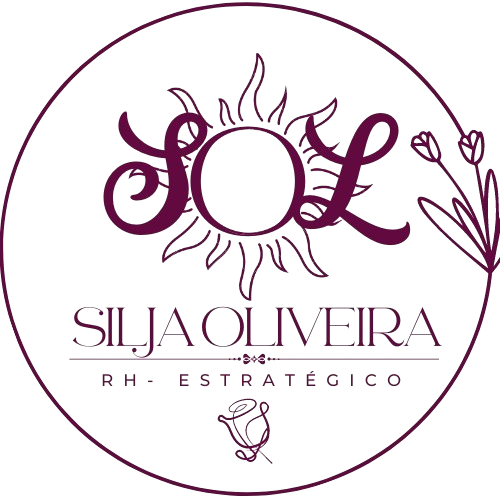 SOL
SILJA OLIVEIRA
RH- ESTRATÉGICO